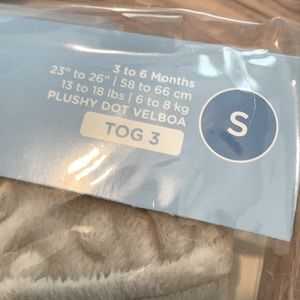 3 to 6 Months
23" to 26" | 58 to 66 cm
13 to 18 lbs | 6 to 8 kg
PLUSHY DOT VELBOA
TOG 3
S